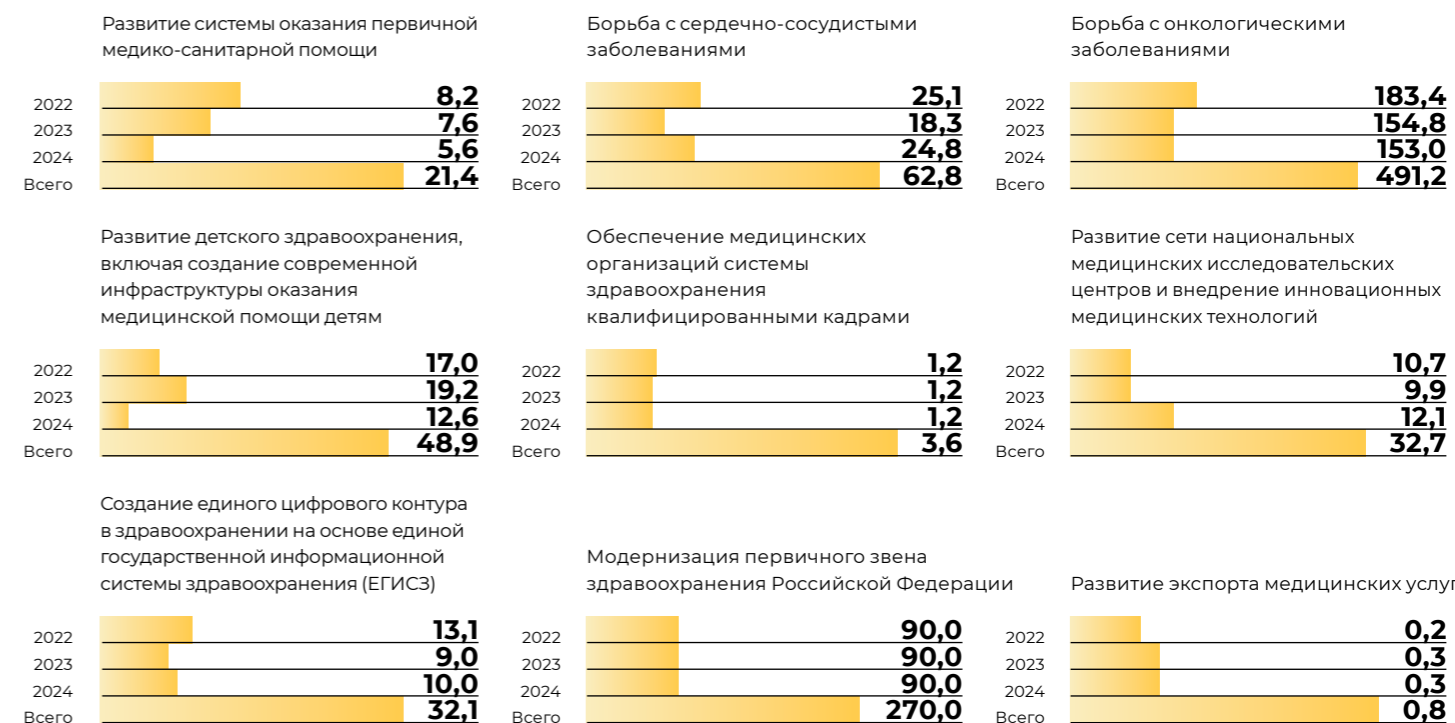 Развитие системы оказания первичной
медико-санитарной помощи
2022 8,2
2023 7,6
2024 5,6
Всего 21,4
Борьба с сердечно-сосудистыми
заболеваниями
2022 25,1
2023 18,3
2024 24,8
Всего 62,8
Борьба с онкологическими
заболеваниями
2022 183,4
2023 154,8
2024 153,0
Всего 491,2
Развитие детского здравоохранения,
включая создание современной
инфраструктуры оказания
медицинской помощи детям
2022 17,0
2023 19,2
2024 12,6
Всего 48,9
Обеспечение медицинских
организаций системы
здравоохранения
квалифицированными кадрами
2022 1,2
2023 1,2
2024 1,2
Всего 3,6
Развитие сети национальных
медицинских исследовательских
центров и внедрение инновационных
медицинских технологий
2022 10,7
2023 9,9
2024 12,1
Всего 32,7
Создание единого цифрового контура
в здравоохранении на основе единой
государственной информационной
системы здравоохранения (ЕГИСЗ)
2022 13,1
2023 9,0
2024 10,0
Всего 32,1
Модернизация первичного звена
здравоохранения Российской Федерации
2022 90,0
2023 90,0
2024 90,0
Всего 270,0
Развитие экспорта медицинских услуг
2022 0,2
2023 0,3
2024 0,3
Всего 0,8